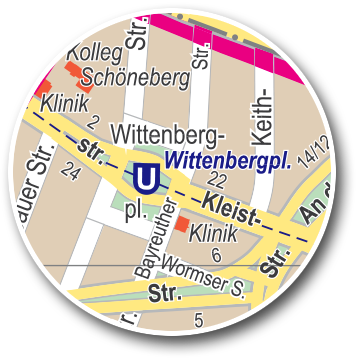 Kolleg
Schöneberg
Str.
Str.
Keith-
Klinik
2
Wittenberg-
Wittenbergpl.
14/12
str.
24
U
22
Kleist-
An d
auer Str.
pl.
Bayreuther
Klinik
6
Wormser S.
Str.
Str.
r.
5